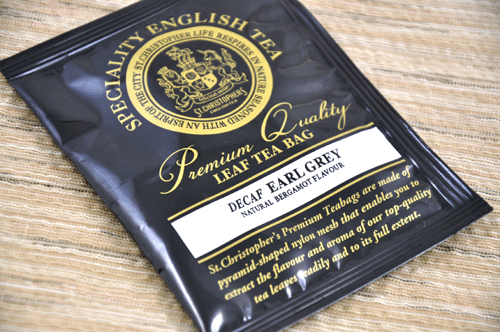 SPECIALITY ENGLISH TEA
ST.CHRISTOPHER LIFE RESPIRES IN NATURE SEASONED WITH AN ESPRIT OF THE CITY
ST.CHRISTOPHER'S
ENGLISH TEA
Premium Quality
LEAF TEA BAG
DECAF EARL GREY
NATURAL BERGAMOT FLAVOUR
St.Christopher's Premium Teabags are made of
pyramid-shaped nylon mesh that enables you to
extract the flavour and aroma of our top-quality
tea leaves readily and to its full extent.